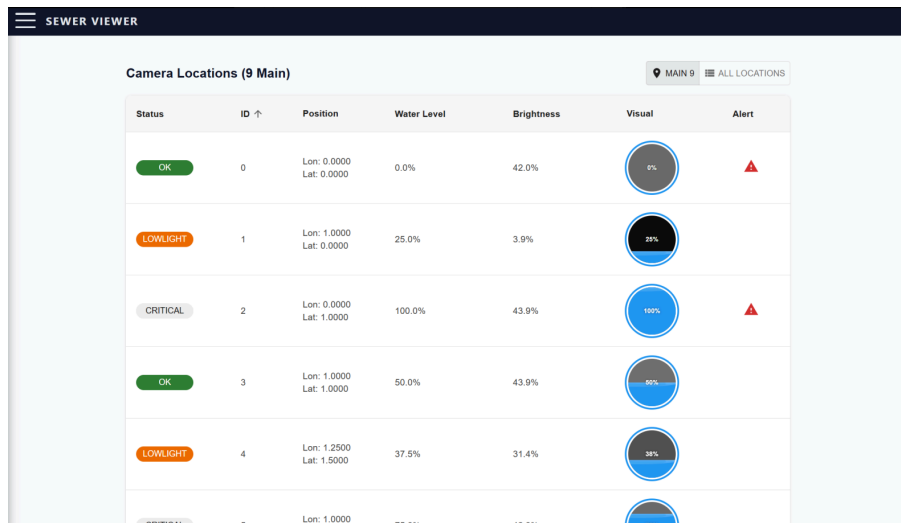 SEWER VIEWER
Camera Locations (9 Main)
MAIN 9 ALL LOCATIONS
Status ID Position Water Level Brightness Visual Alert
OK 0 Lon: 0.0000 0.0% 42.0% 0%
Lat: 0.0000
LOWLIGHT 1 Lon: 1.0000 25.0% 3.9% 25%
Lat: 0.0000
CRITICAL 2 Lon: 0.0000 100.0% 43.9% 100%
Lat: 1.0000
OK 3 Lon: 1.0000 50.0% 43.9% 50%
Lat: 1.0000
LOWLIGHT 4 Lon: 1.2500 37.5% 31.4% 38%
Lat: 1.5000
Lon: 1.0000